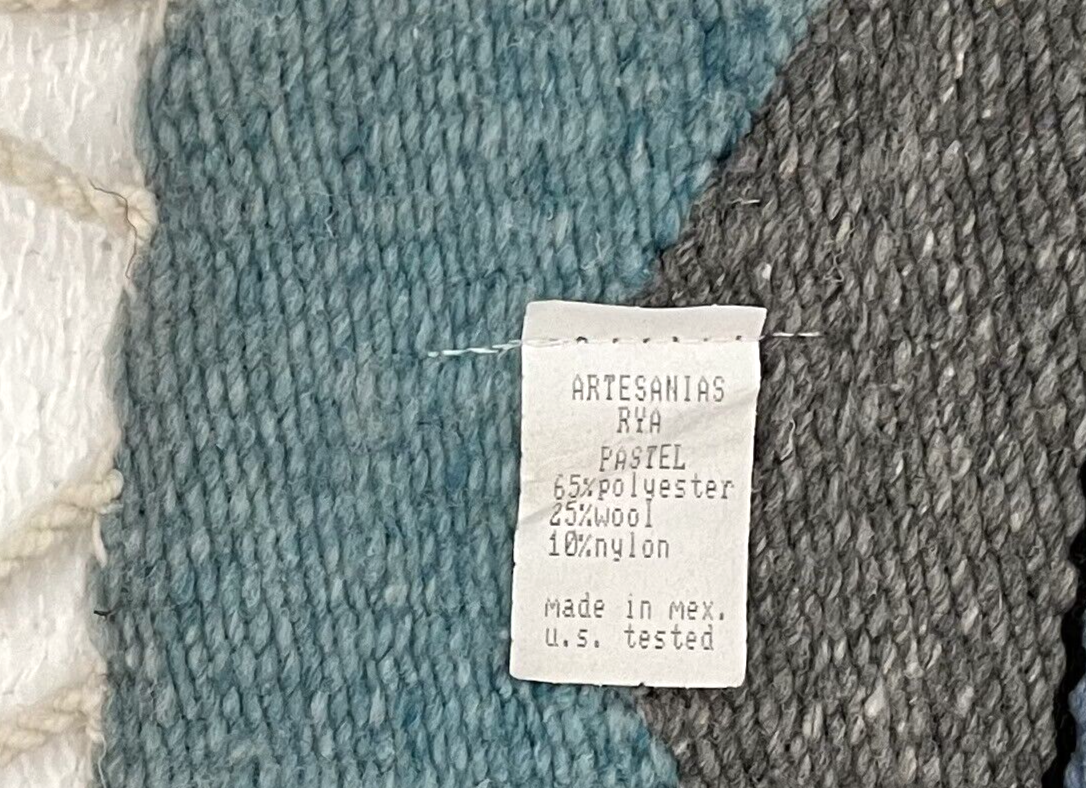 ARTESANIAS
RYA
PASTEL
65%polyester
25%wool
10%nylon
made in mex.
u.s. tested